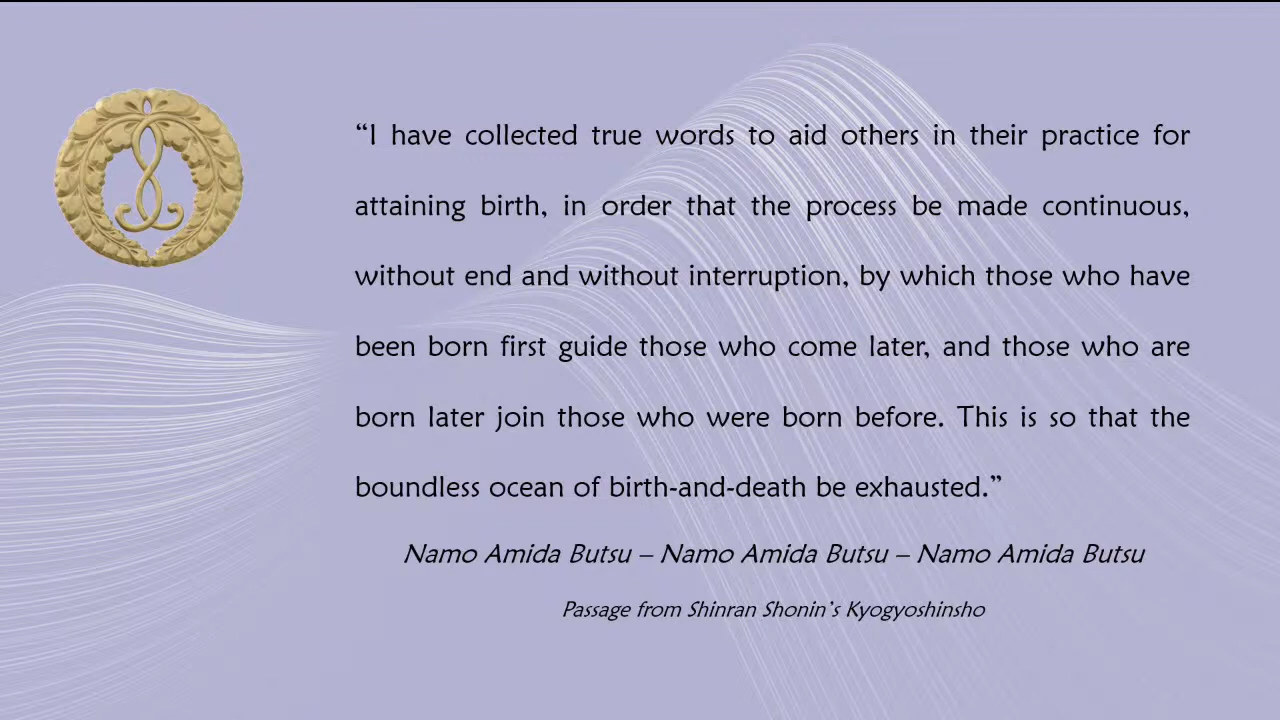 “I have collected true words to aid others in their practice for
attaining birth, in order that the process be made continuous,
without end and without interruption, by which those who have
been born first guide those who come later, and those who are
born later join those who were born before. This is so that the
boundless ocean of birth-and-death be exhausted.”
Namo Amida Butsu – Namo Amida Butsu – Namo Amida Butsu
Passage from Shinran Shonin’s Kyogyoshinsho